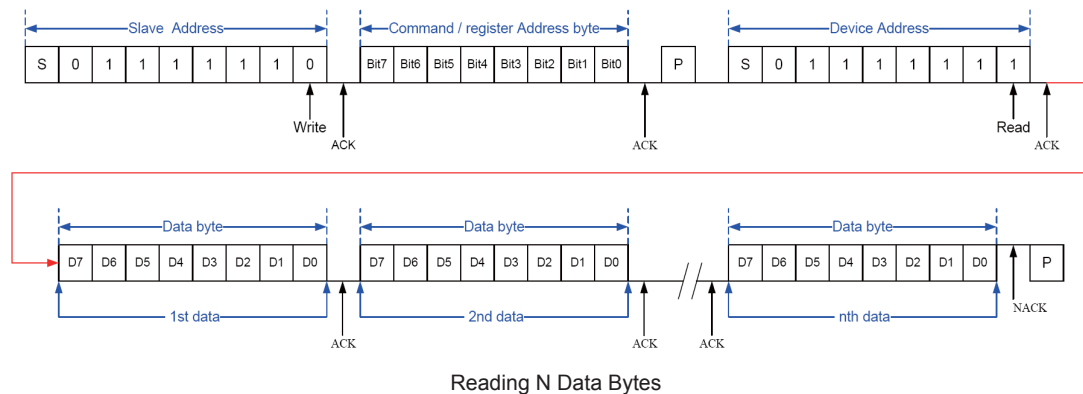 Slave Address
Command / register Address byte
Device Address
S 0 1 1 1 1 1 1 0
Bit7 Bit6 Bit5 Bit4 Bit3 Bit2 Bit1 Bit0
P
S 0 1 1 1 1 1 1 1
Write
ACK
ACK
Read
ACK
Data byte
Data byte
Data byte
D7 D6 D5 D4 D3 D2 D1 D0
D7 D6 D5 D4 D3 D2 D1 D0
D7 D6 D5 D4 D3 D2 D1 D0
P
1st data
2nd data
nth data
NACK
ACK
ACK
ACK
Reading N Data Bytes